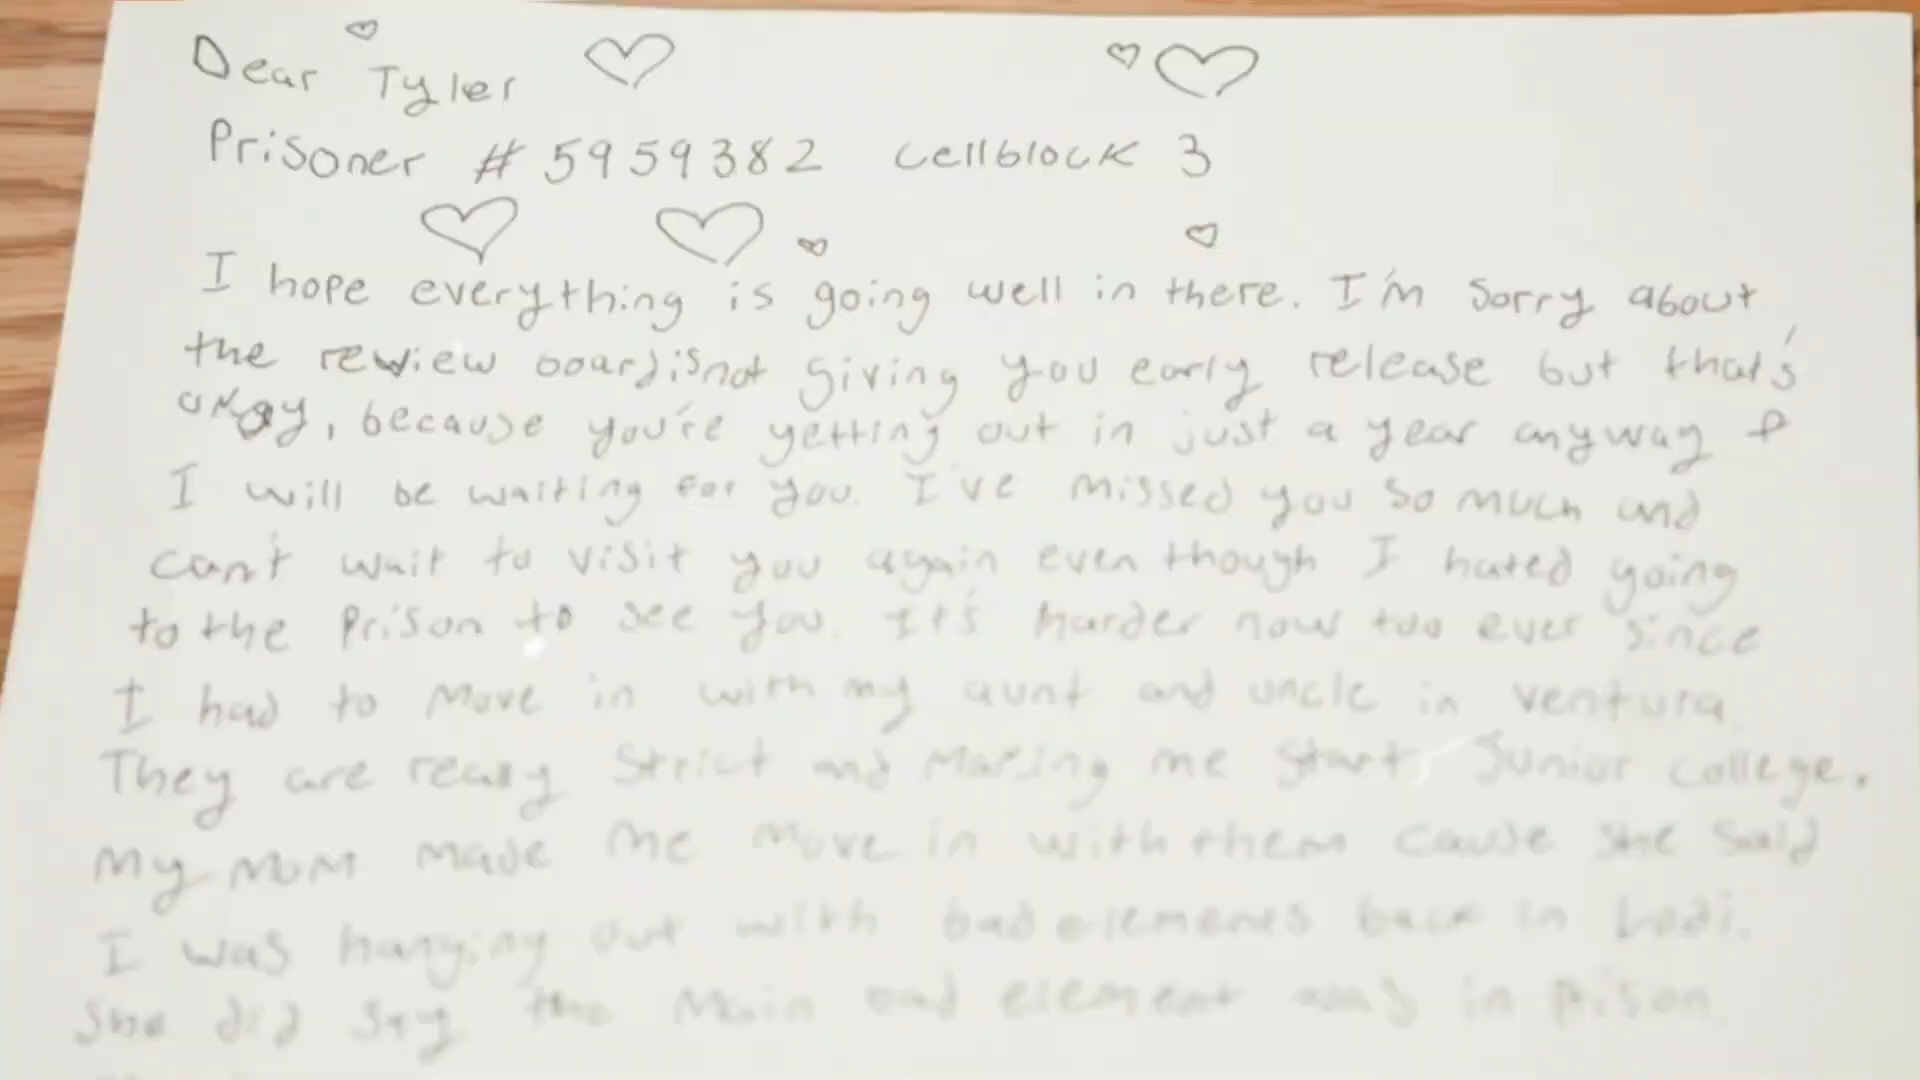 Dear Tyler
Prisoner # 5959382 cellblock 3
I hope everything is going well in there. I'm sorry about
the review board is not giving you early release but that's
okay, because you're getting out in just a year anyway &
I will be waiting for you. I've missed you so much and
can't wait to visit you again even though I hated going
to the prison to see you. It's harder now too ever since
I had to move in with my aunt and uncle in ventura
They are really strict and making me start Junior college.
My mom made me move in with them cause she said
I was hanging out with bad elements back in Lodi.
She did say the main bad element was in prison.